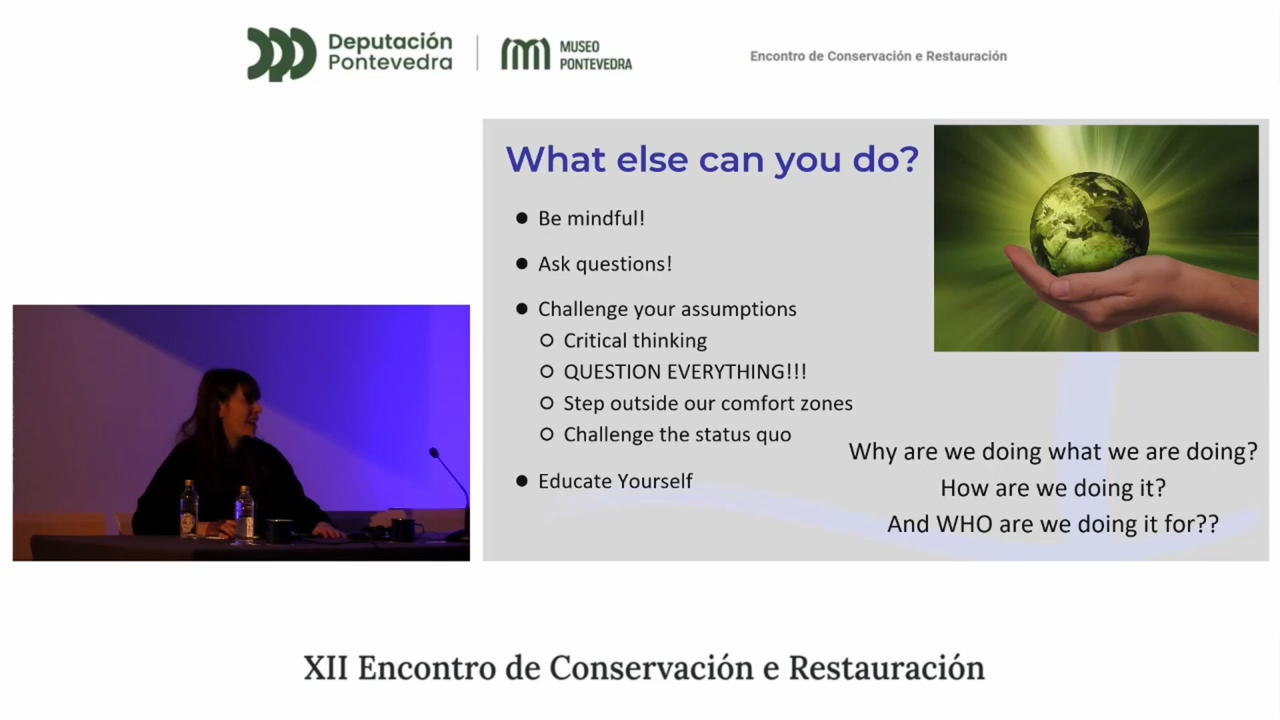 Deputación
Pontevedra
MUSEO
PONTEVEDRA
Encontro de Conservación e Restauración
What else can you do?
Be mindful!
Ask questions!
Challenge your assumptions
Critical thinking
QUESTION EVERYTHING!!!
Step outside our comfort zones
Challenge the status quo
Educate Yourself
Why are we doing what we are doing?
How are we doing it?
And WHO are we doing it for??
XII Encontro de Conservación e Restauración